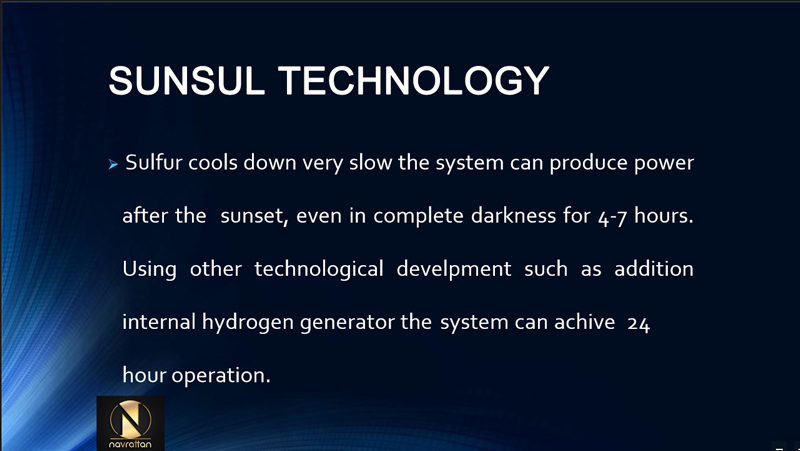 SUNSUL TECHNOLOGY
Sulfur cools down very slow the system can produce power
after the sunset, even in complete darkness for 4-7 hours.
Using other technological develpment such as addition
internal hydrogen generator the system can achive 24
hour operation.
N
navrattan